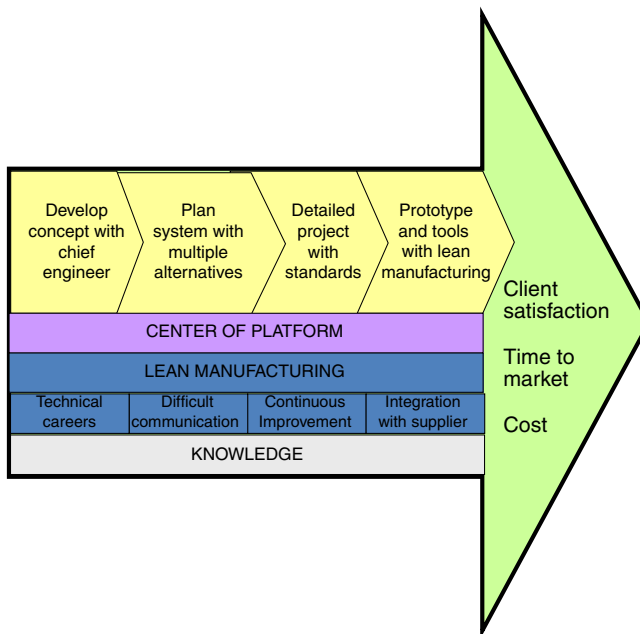 Develop
concept with
chief
engineer
Plan
system with
multiple
alternatives
Detailed
project
with
standards
Prototype
and tools
with lean
manufacturing
CENTER OF PLATFORM
LEAN MANUFACTURING
Technical
careers
Difficult
communication
Continuous
Improvement
Integration
with supplier
KNOWLEDGE
Client
satisfaction
Time to
market
Cost